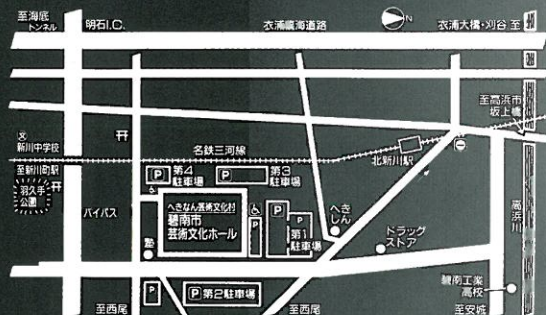 至海底
トンネル
明石I.C.
衣浦臨海道路
N
衣浦大橋・刈谷 至
至高浜市
坂上橋
文
新川中学校
名鉄三河線
北新川駅
至新川町駅
羽久手
公園
P 第4
駐車場
P 第3
駐車場
高浜川
バイパス
へきなん芸術文化村
碧南市
芸術文化ホール
P
P
P
第1
駐車場
へき
しん
ドラッグ
ストア
塾
碧南工業
高校
P
P 第2駐車場
至西尾
至西尾
至安城